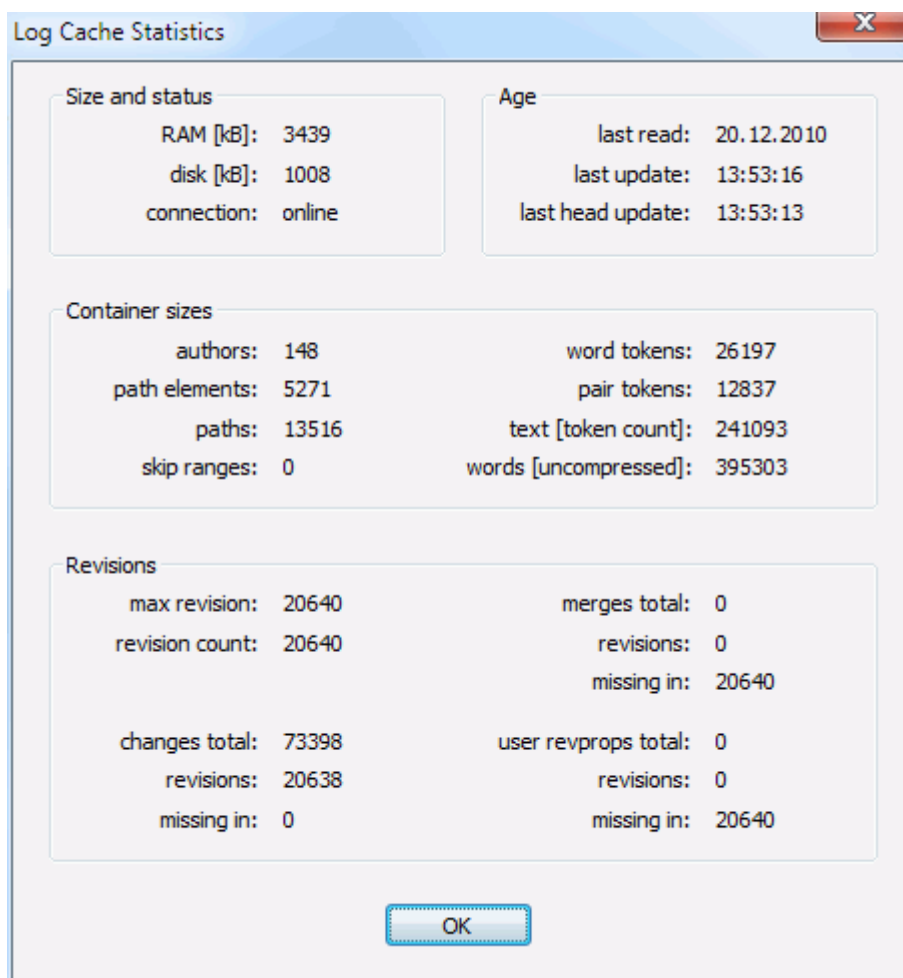 Log Cache Statistics
Size and status
RAM [kB]: 3439
disk [kB]: 1008
connection: online
Age
last read: 20.12.2010
last update: 13:53:16
last head update: 13:53:13
Container sizes
authors: 148
path elements: 5271
paths: 13516
skip ranges: 0
word tokens: 26197
pair tokens: 12837
text [token count]: 241093
words [uncompressed]: 395303
Revisions
max revision: 20640
revision count: 20640
merges total: 0
revisions: 0
missing in: 20640
changes total: 73398
revisions: 20638
missing in: 0
user revprops total: 0
revisions: 0
missing in: 20640
OK